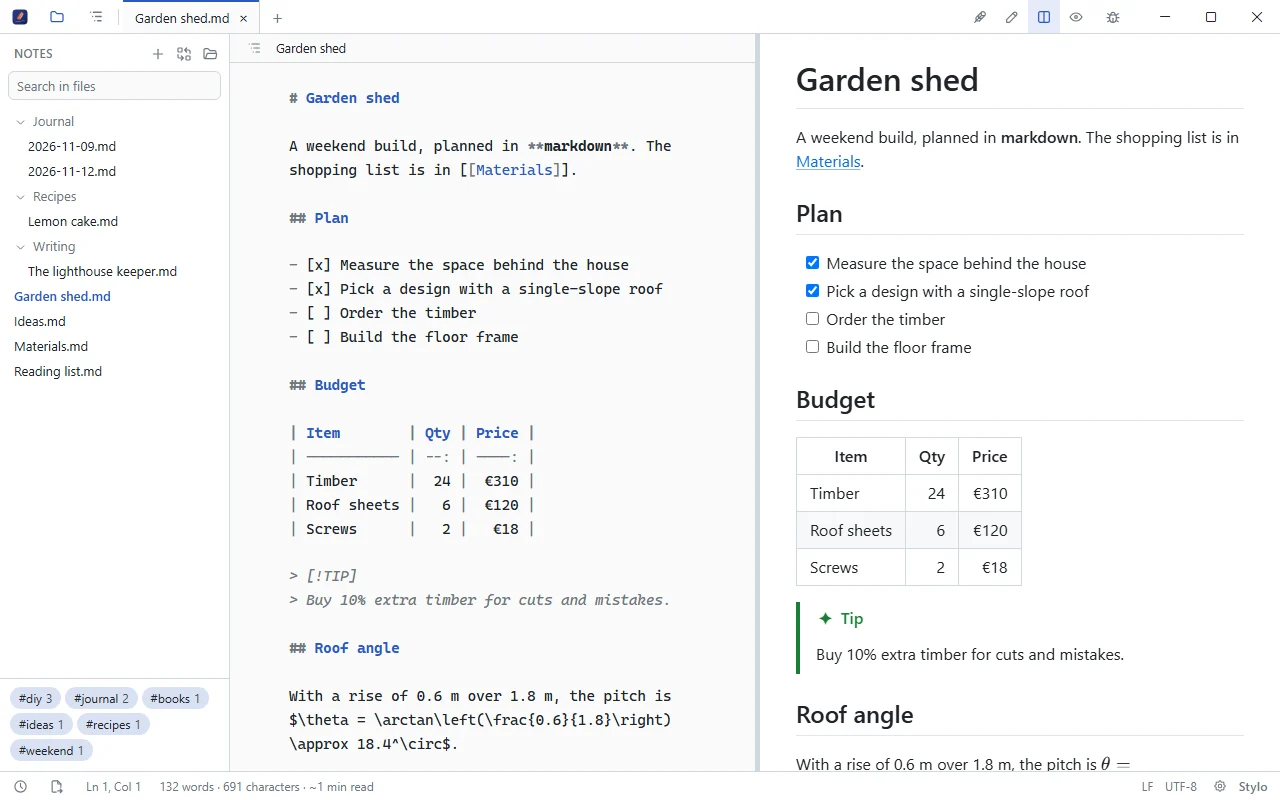 Garden shed.md
NOTES
Search in files
Journal
2026-11-09.md
2026-11-12.md
Recipes
Lemon cake.md
Writing
The lighthouse keeper.md
Garden shed.md
Ideas.md
Materials.md
Reading list.md
#diy 3 #journal 2 #books 1
#ideas 1 #recipes 1
#weekend 1
Garden shed
# Garden shed
A weekend build, planned in **markdown**. The
shopping list is in [[Materials]].
## Plan
- [x] Measure the space behind the house
- [x] Pick a design with a single-slope roof
- [ ] Order the timber
- [ ] Build the floor frame
## Budget
| Item        | Qty | Price |
| ----------- | --: | ----: |
| Timber      |  24 |  €310 |
| Roof sheets |   6 |  €120 |
| Screws      |   2 |   €18 |
> [!TIP]
> Buy 10% extra timber for cuts and mistakes.
## Roof angle
With a rise of 0.6 m over 1.8 m, the pitch is
$\theta = \arctan\left(\frac{0.6}{1.8}\right)
\approx 18.4^\circ$.
Garden shed
A weekend build, planned in markdown. The shopping list is in
Materials.
Plan
Measure the space behind the house
Pick a design with a single-slope roof
Order the timber
Build the floor frame
Budget
Item Qty Price
Timber 24 €310
Roof sheets 6 €120
Screws 2 €18
Tip
Buy 10% extra timber for cuts and mistakes.
Roof angle
With a rise of 0.6 m over 1.8 m, the pitch is θ =
Ln 1, Col 1 132 words · 691 characters · ~1 min read
LF UTF-8 Stylo